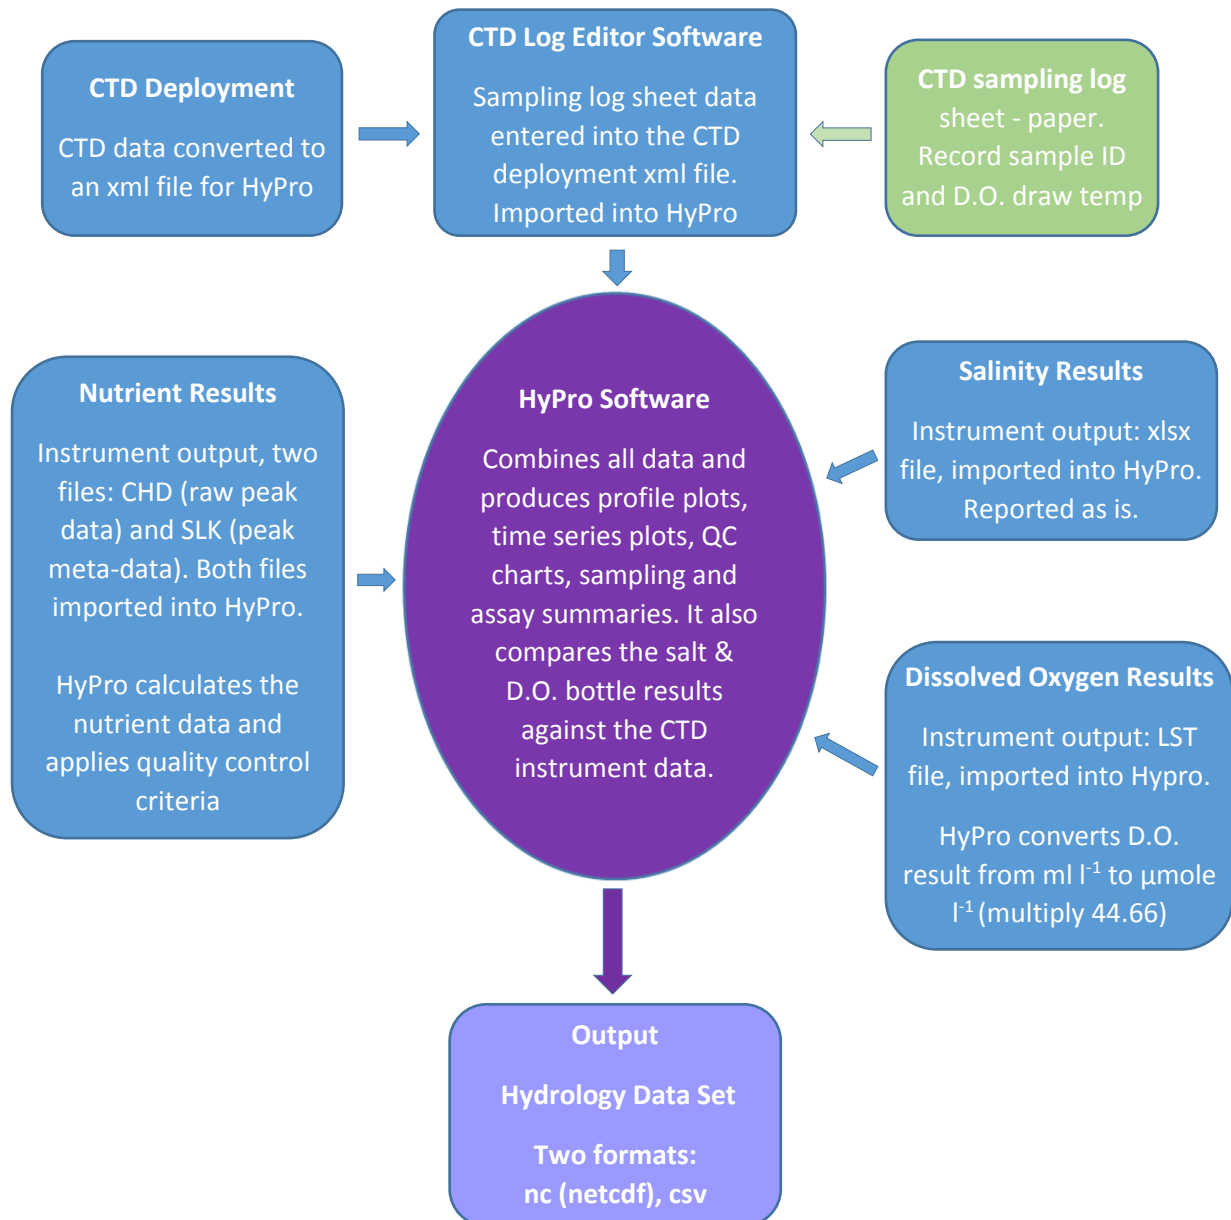 CTD Deployment
CTD data converted to
an xml file for HyPro
CTD Log Editor Software
Sampling log sheet data
entered into the CTD
deployment xml file.
Imported into HyPro
CTD sampling log
sheet - paper.
Record sample ID
and D.O. draw temp
Nutrient Results
Instrument output, two
files: CHD (raw peak
data) and SLK (peak
meta-data). Both files
imported into HyPro.
HyPro calculates the
nutrient data and
applies quality control
criteria
HyPro Software
Combines all data and
produces profile plots,
time series plots, QC
charts, sampling and
assay summaries. It also
compares the salt &
D.O. bottle results
against the CTD
instrument data.
Salinity Results
Instrument output: xlsx
file, imported into HyPro.
Reported as is.
Dissolved Oxygen Results
Instrument output: LST
file, imported into Hypro.
HyPro converts D.O.
result from ml l⁻¹ to µmole
l⁻¹ (multiply 44.66)
Output
Hydrology Data Set
Two formats:
nc (netcdf), csv